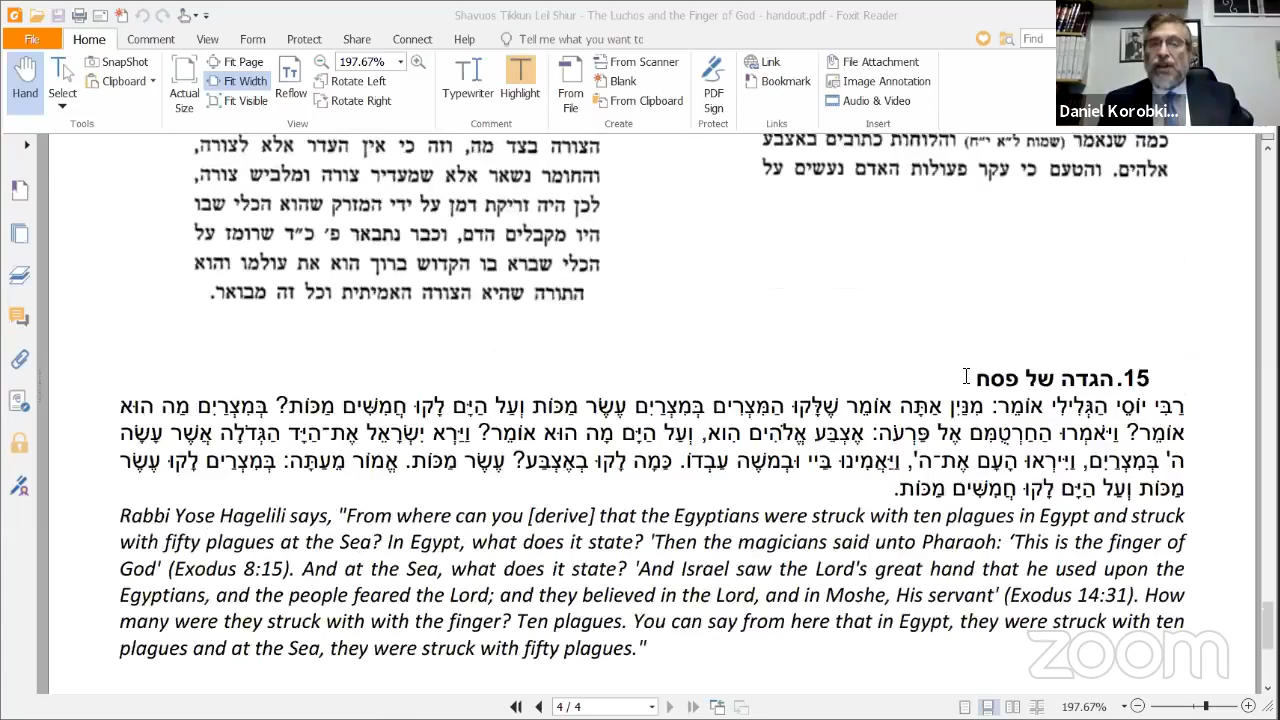 Shavuos Tikkun Leil Shiur - The Luchos and the Finger of God - handout.pdf - Foxit Reader
File Home Comment View Form Protect Connect Help Tell me what you want to Find
Hand
Select
SnapShot
Clipboard
Tools
Actual Size
Fit Page
Fit Width
Fit Visible
Reflow
197.67%
Rotate Left
Rotate Right
View
Typewriter
Highlight
Comment
From File
From Scanner
Blank
From Clipboard
Create
PDF Sign
Protect
Link
Bookmark
Links
File Attachment
Image Annotation
Audio & Video
Insert
Daniel Korobki...
כמה שנאמר (שמות ל״א י״ח) והלוחות כתובים באצבע
אלהים. והטעם כי עקר פעולות האדם נעשים על
הצורה בצד מה, וזה כי אין העדר אלא לצורה,
והחומר נשאר אלא שמעדיר צורה ומלביש צורה,
לכן היה זריקת דמן על ידי המזרק שהוא הכלי שבו
היו מקבלים הדם, וכבר נתבאר פ׳ כ״ד שרומז על
הכלי שברא בו הקדוש ברוך הוא את עולמו והוא
התורה שהיא הצורה האמיתית וכל זה מבואר.
15. הגדה של פסח
רַבִּי יוֹסֵי הַגְּלִילִי אוֹמֵר: מִנַּיִן אַתָּה אוֹמֵר שֶׁלָּקוּ הַמִּצְרִים בְּמִצְרַיִם עֶשֶׂר מַכּוֹת וְעַל הַיָּם לָקוּ חֲמִשִּׁים מַכּוֹת? בְּמִצְרַיִם מַה הוּא
אוֹמֵר? וַיֹּאמְרוּ הַחַרְטֻמִּם אֶל פַּרְעֹה: אֶצְבַּע אֱלֹהִים הִוא, וְעַל הַיָּם מָה הוּא אוֹמֵר? וַיַּרְא יִשְׂרָאֵל אֶת־הַיָּד הַגְּדֹלָה אֲשֶׁר עָשָׂה
ה' בְּמִצְרַיִם, וַיִּירְאוּ הָעָם אֶת־ה', וַיַּאֲמִינוּ בַּיי וּבְמֹשֶׁה עַבְדוֹ. כַּמָּה לָקוּ בְאֶצְבַּע? עֶשֶׂר מַכּוֹת. אֱמוֹר מֵעַתָּה: בְּמִצְרַיִם לָקוּ עֶשֶׂר
מַכּוֹת וְעַל הַיָּם לָקוּ חֲמִשִּׁים מַכּוֹת.
Rabbi Yose Hagelili says, "From where can you [derive] that the Egyptians were struck with ten plagues in Egypt and struck
with fifty plagues at the Sea? In Egypt, what does it state? 'Then the magicians said unto Pharaoh: ‘This is the finger of
God' (Exodus 8:15). And at the Sea, what does it state? 'And Israel saw the Lord's great hand that he used upon the
Egyptians, and the people feared the Lord; and they believed in the Lord, and in Moshe, His servant' (Exodus 14:31). How
many were they struck with with the finger? Ten plagues. You can say from here that in Egypt, they were struck with ten
plagues and at the Sea, they were struck with fifty plagues."
zoom
4 / 4
197.67%